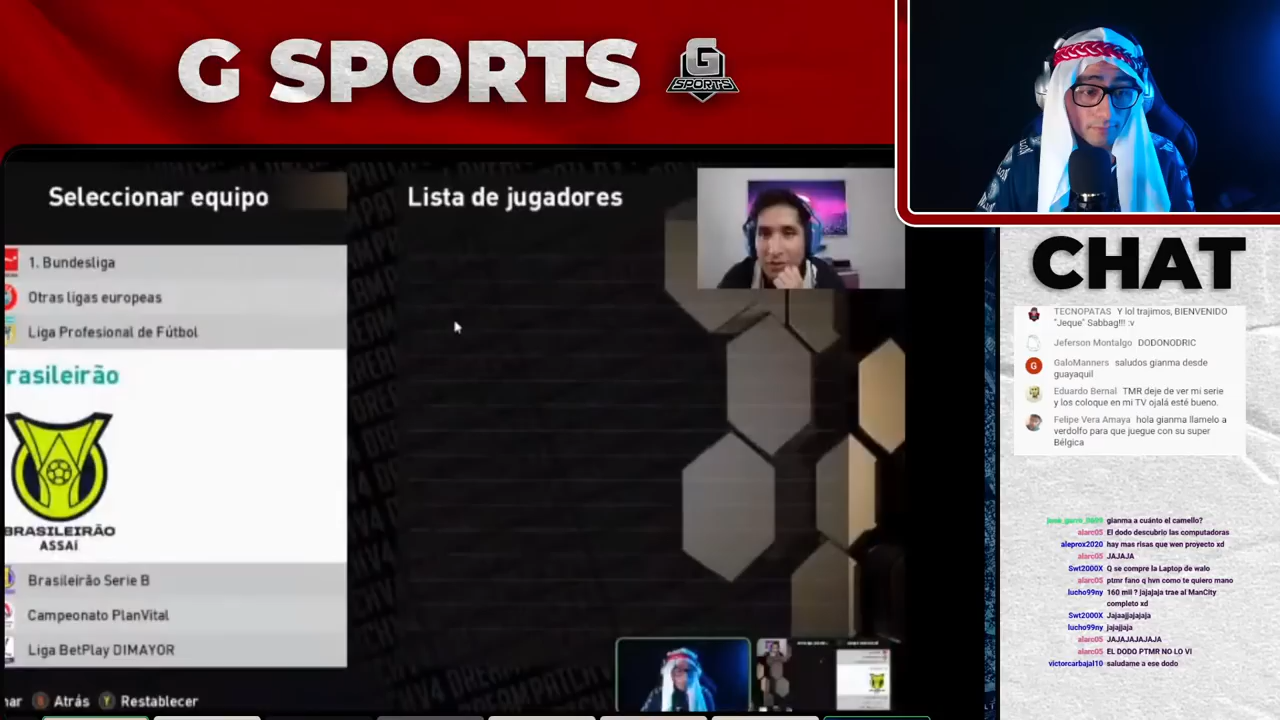 G SPORTS
G
SPORTS
Seleccionar equipo
1. Bundesliga
Otras ligas europeas
Liga Profesional de Fútbol
rasileirão
BRASILEIRÃO
ASSAÍ
Brasileirão Serie B
Campeonato PlanVital
Liga BetPlay DIMAYOR
nar B Atrás Y Restablecer
Lista de jugadores
CHAT
TECNOPATAS Y lol trajimos, BIENVENIDO
"Jeque" Sabbag!!! :v
Jeferson Montalgo DODONODRIC
G GaloManners saludos gianma desde
guayaquil
Eduardo Bernal TMR deje de ver mi serie
y los coloque en mi TV ojalá esté bueno.
Felipe Vera Amaya hola gianma llamelo a
verdolfo para que juegue con su super
Bélgica
gianma a cuánto el camello?
alarc05 El dodo descubrio las computadoras
aleprox2020 hay mas risas que wen proyecto xd
alarc05 JAJAJA
Swt2000X Q se compre la Laptop de walo
alarc05 ptmr fano q hvn como te quiero mano
lucho99ny 160 mil ? jajajaja trae al ManCity
completo xd
Swt2000X Jajaajjajajaja
lucho99ny jajajjaja
alarc05 JAJAJAJAJAJA
alarc05 EL DODO PTMR NO LO VI
victorcarbajal10 saludame a ese dodo